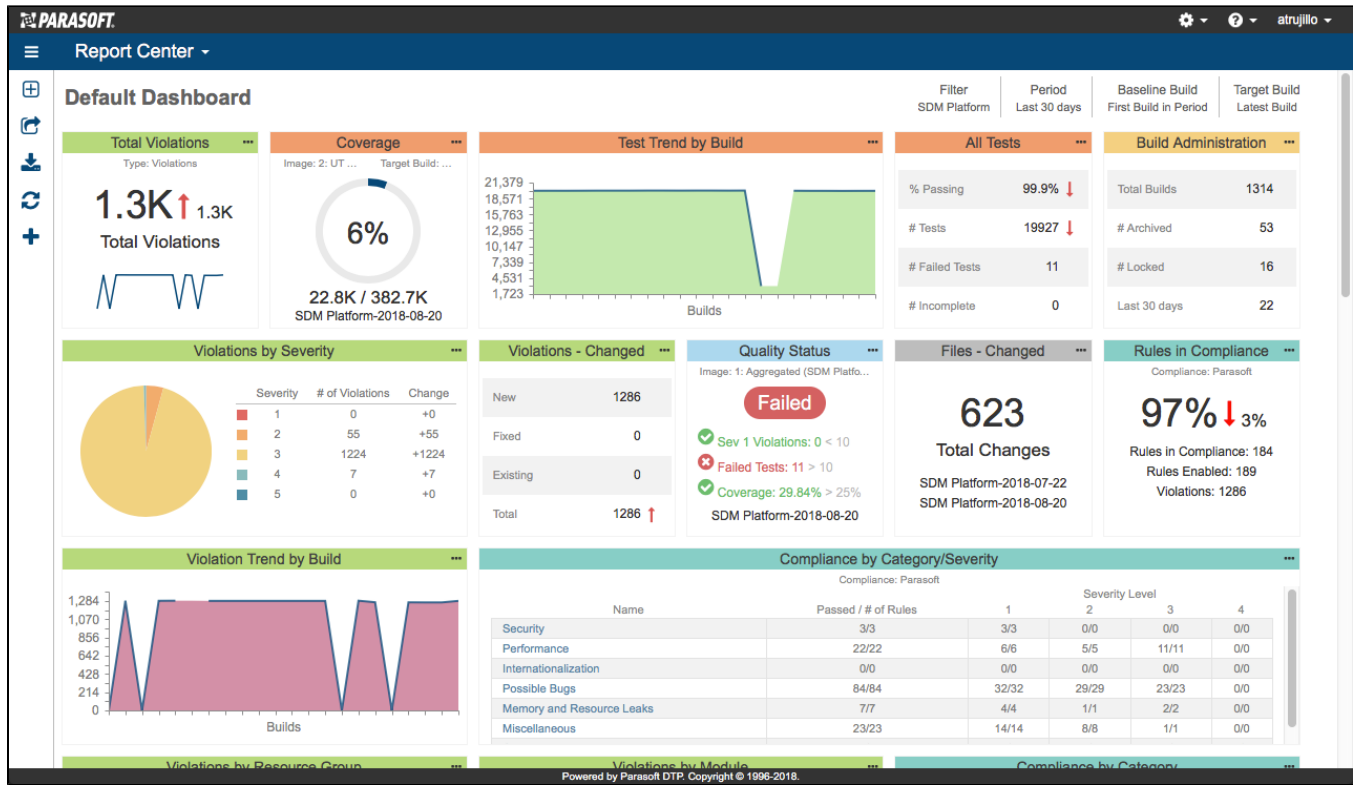 PARASOFT.
atrujillo
Report Center
Default Dashboard
Filter
SDM Platform
Period
Last 30 days
Baseline Build
First Build in Period
Target Build
Latest Build
Total Violations
Type: Violations
1.3K 1.3K
Total Violations
Coverage
Image: 2: UT ... Target Build: ...
6%
22.8K / 382.7K
SDM Platform-2018-08-20
Test Trend by Build
21,379
18,571
15,763
12,955
10,147
7,339
4,531
1,723
Builds
All Tests
% Passing 99.9%
# Tests 19927
# Failed Tests 11
# Incomplete 0
Build Administration
Total Builds 1314
# Archived 53
# Locked 16
Last 30 days 22
Violations by Severity
Severity # of Violations Change
1 0 +0
2 55 +55
3 1224 +1224
4 7 +7
5 0 +0
Violations - Changed
New 1286
Fixed 0
Existing 0
Total 1286
Quality Status
Image: 1: Aggregated (SDM Platfo...
Failed
Sev 1 Violations: 0 < 10
Failed Tests: 11 > 10
Coverage: 29.84% > 25%
SDM Platform-2018-08-20
Files - Changed
623
Total Changes
SDM Platform-2018-07-22
SDM Platform-2018-08-20
Rules in Compliance
Compliance: Parasoft
97% 3%
Rules in Compliance: 184
Rules Enabled: 189
Violations: 1286
Violation Trend by Build
1,284
1,070
856
642
428
214
0
Builds
Compliance by Category/Severity
Compliance: Parasoft
Severity Level
Name Passed / # of Rules 1 2 3 4
Security 3/3 3/3 0/0 0/0 0/0
Performance 22/22 6/6 5/5 11/11 0/0
Internationalization 0/0 0/0 0/0 0/0 0/0
Possible Bugs 84/84 32/32 29/29 23/23 0/0
Memory and Resource Leaks 7/7 4/4 1/1 2/2 0/0
Miscellaneous 23/23 14/14 8/8 1/1 0/0
Violations by Resource Group
Violations by Module
Compliance by Category
Powered by Parasoft DTP. Copyright © 1996-2018.